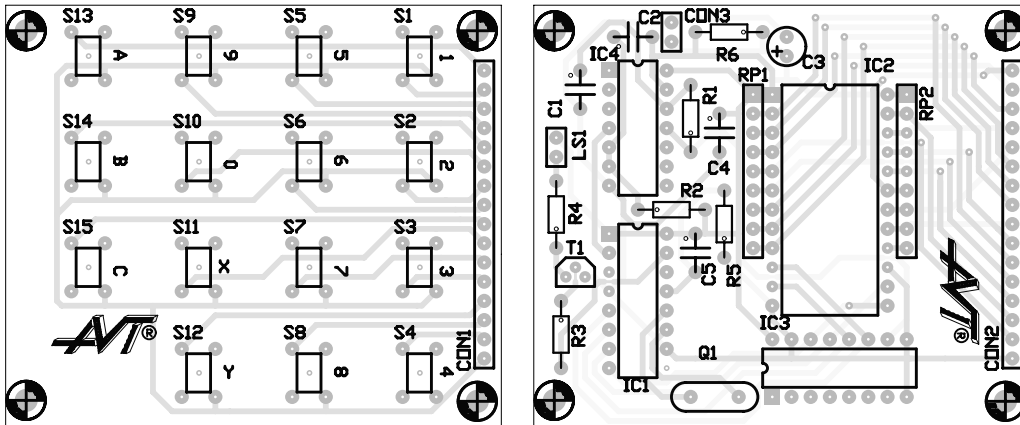 S13 S9 S5 S1
A 9 5 1
S14 S10 S6 S2
B 0 6 2
S15 S11 S7 S3
C X 7 3
AVT®
S12 S8 S4
Y 8 4
CON1
C2 CON3
IC4 R6 C3 IC2
+
RP1
RP2
C1 R1
LS1 C4
R2
R4
T1 C5 R5
AVT®
IC3
R3 Q1
IC1
CON2